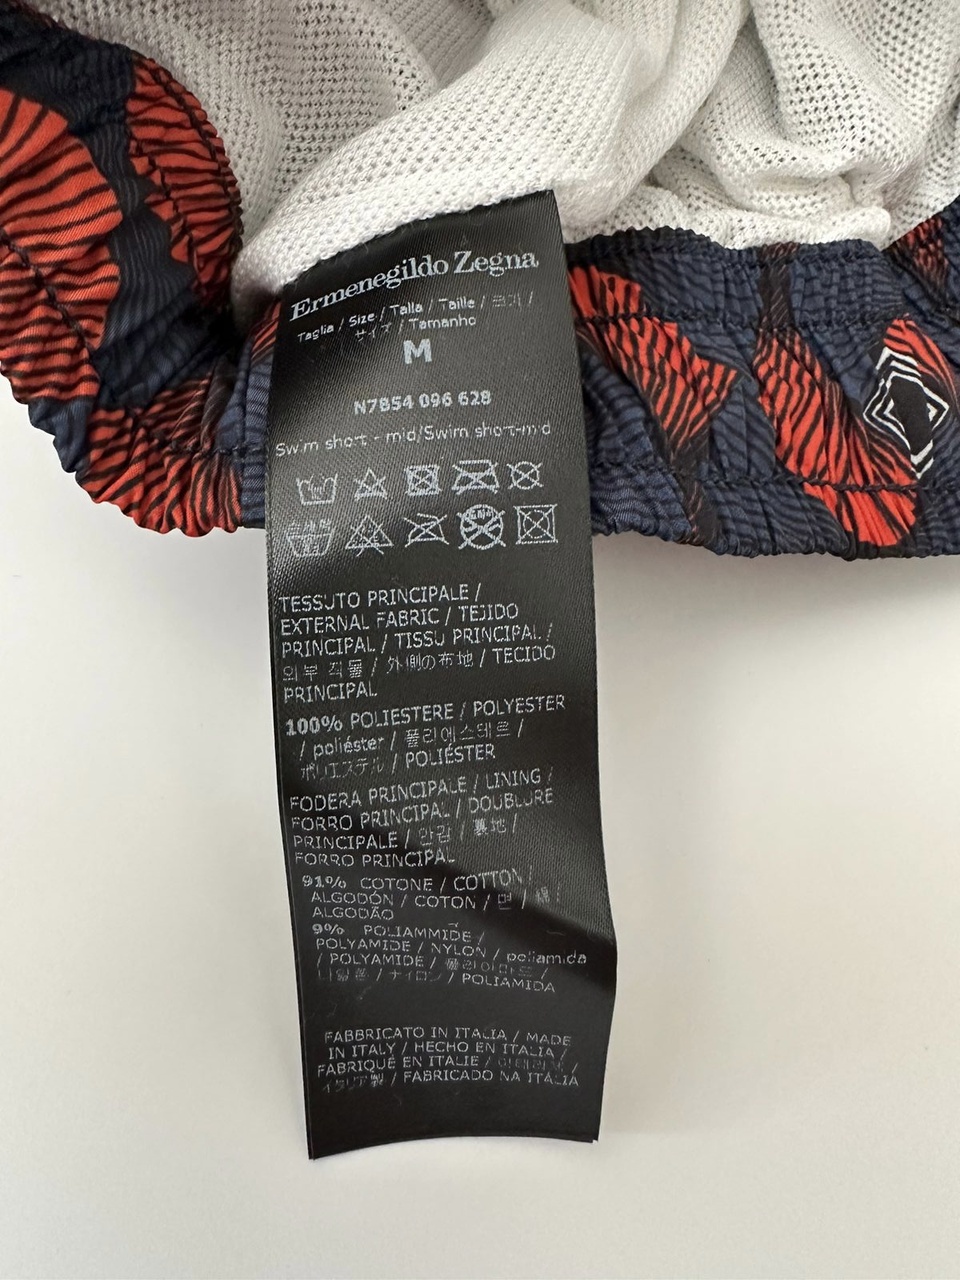 Ermenegildo Zegna
Taglia / Size / Talla / Taille / 크기 /
サイズ / Tamanho
M
N7854 096 628
Swim short - mid/Swim short-mid
TESSUTO PRINCIPALE /
EXTERNAL FABRIC / TEJIDO
PRINCIPAL / TISSU PRINCIPAL /
외부 직물 / 外側の布地 / TECIDO
PRINCIPAL
100% POLIESTERE / POLYESTER
/ poliéster / 폴리에스테르 /
ポリエステル / POLIÉSTER
FODERA PRINCIPALE / LINING /
FORRO PRINCIPAL / DOUBLURE
PRINCIPALE / 안감 / 裏地 /
FORRO PRINCIPAL
91% COTONE / COTTON /
ALGODÓN / COTON / 면 / 綿 /
ALGODÃO
9% POLIAMMIDE /
POLYAMIDE / NYLON / poliamida
/ POLYAMIDE / 폴리아마드 /
나일론 / ナイロン / POLIAMIDA
FABBRICATO IN ITALIA / MADE
IN ITALY / HECHO EN ITALIA /
FABRIQUÉ EN ITALIE /
イタリア製 / FABRICADO NA ITÁLIA